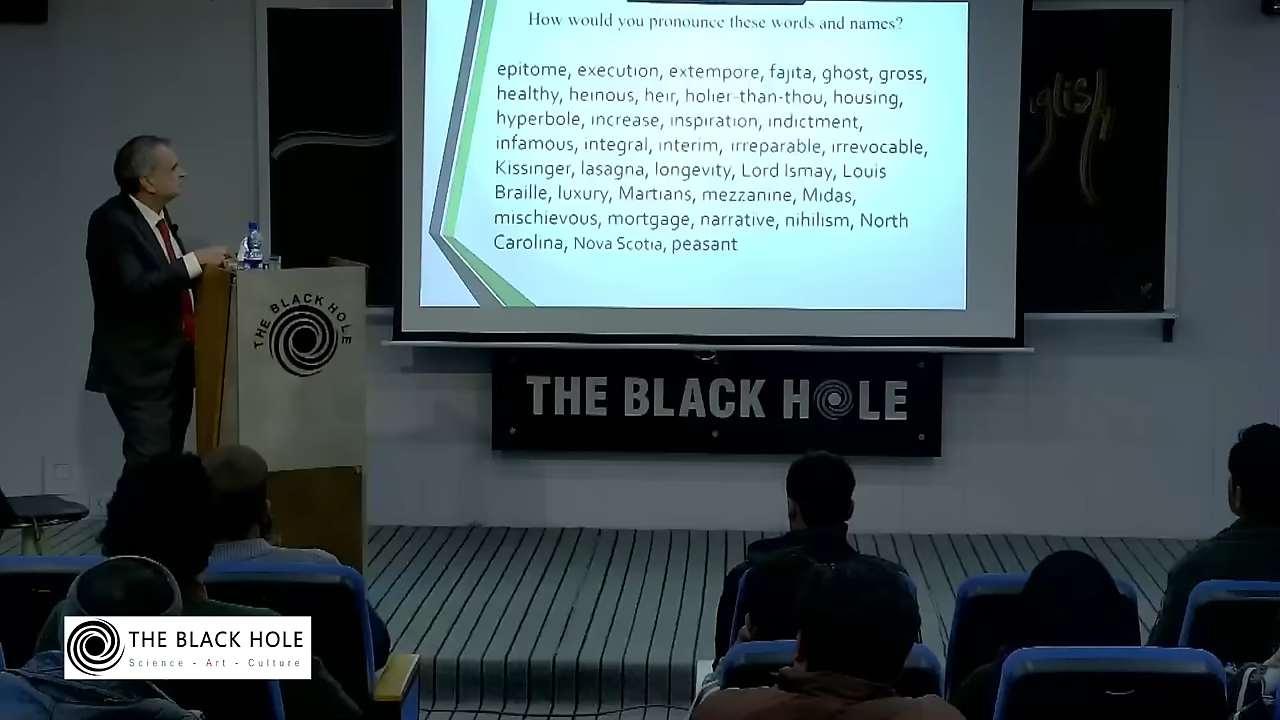 How would you pronounce these words and names?
epitome, execution, extempore, fajita, ghost, gross,
healthy, heinous, heir, holier-than-thou, housing,
hyperbole, increase, inspiration, indictment,
infamous, integral, interim, irreparable, irrevocable,
Kissinger, lasagna, longevity, Lord Ismay, Louis
Braille, luxury, Martians, mezzanine, Midas,
mischievous, mortgage, narrative, nihilism, North
Carolina, Nova Scotia, peasant
THE BLACK HOLE
THE BLACK HOLE
THE BLACK HOLE
Science - Art - Culture